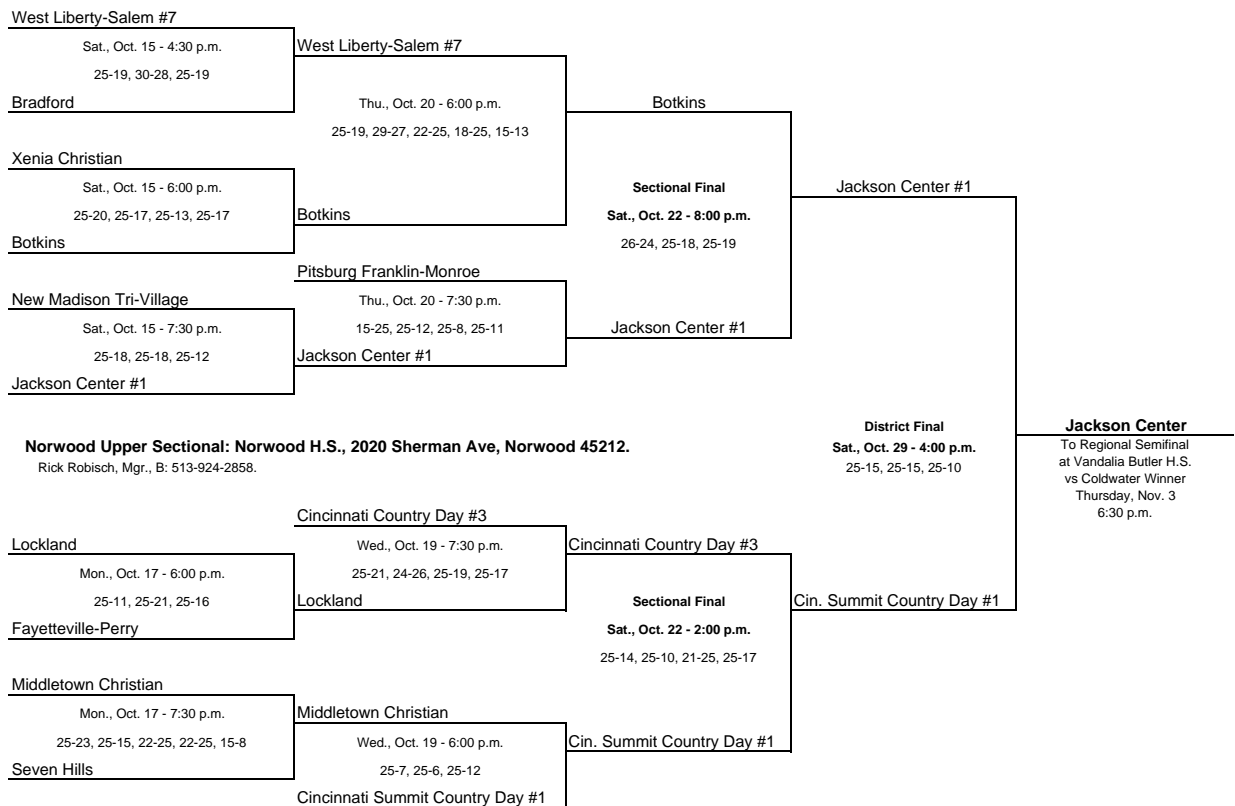 West Liberty-Salem #7
Sat., Oct. 15 - 4:30 p.m.
25-19, 30-28, 25-19
Bradford
West Liberty-Salem #7
Thu., Oct. 20 - 6:00 p.m.
25-19, 29-27, 22-25, 18-25, 15-13
Botkins
Xenia Christian
Sat., Oct. 15 - 6:00 p.m.
25-20, 25-17, 25-13, 25-17
Botkins
Botkins
Sectional Final
Sat., Oct. 22 - 8:00 p.m.
26-24, 25-18, 25-19
Jackson Center #1
Pitsburg Franklin-Monroe
New Madison Tri-Village
Sat., Oct. 15 - 7:30 p.m.
25-18, 25-18, 25-12
Jackson Center #1
Thu., Oct. 20 - 7:30 p.m.
15-25, 25-12, 25-8, 25-11
Jackson Center #1
Jackson Center #1
Norwood Upper Sectional: Norwood H.S., 2020 Sherman Ave, Norwood 45212.
Rick Robisch, Mgr., B: 513-924-2858.
District Final
Sat., Oct. 29 - 4:00 p.m.
25-15, 25-15, 25-10
Jackson Center
To Regional Semifinal
at Vandalia Butler H.S.
vs Coldwater Winner
Thursday, Nov. 3
6:30 p.m.
Cincinnati Country Day #3
Lockland
Mon., Oct. 17 - 6:00 p.m.
25-11, 25-21, 25-16
Fayetteville-Perry
Wed., Oct. 19 - 7:30 p.m.
25-21, 24-26, 25-19, 25-17
Lockland
Cincinnati Country Day #3
Sectional Final
Sat., Oct. 22 - 2:00 p.m.
25-14, 25-10, 21-25, 25-17
Cin. Summit Country Day #1
Middletown Christian
Mon., Oct. 17 - 7:30 p.m.
25-23, 25-15, 22-25, 22-25, 15-8
Seven Hills
Middletown Christian
Wed., Oct. 19 - 6:00 p.m.
25-7, 25-6, 25-12
Cincinnati Summit Country Day #1
Cin. Summit Country Day #1